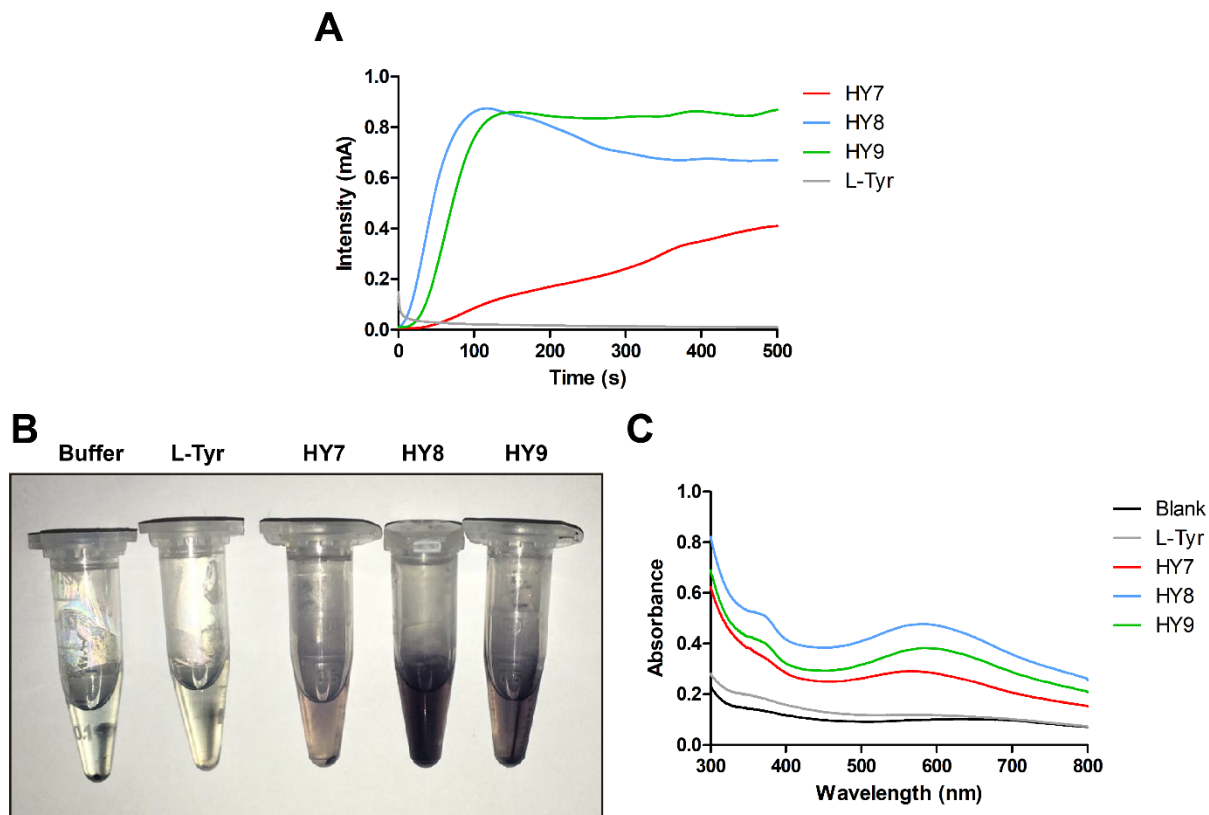 A
Intensity (mA)
1.0
0.8
0.6
0.4
0.2
0.0
0 100 200 300 400 500
Time (s)
HY7
HY8
HY9
L-Tyr
B
Buffer L-Tyr HY7 HY8 HY9
0.1
C
Absorbance
1.0
0.8
0.6
0.4
0.2
0.0
300 400 500 600 700 800
Wavelength (nm)
Blank
L-Tyr
HY7
HY8
HY9